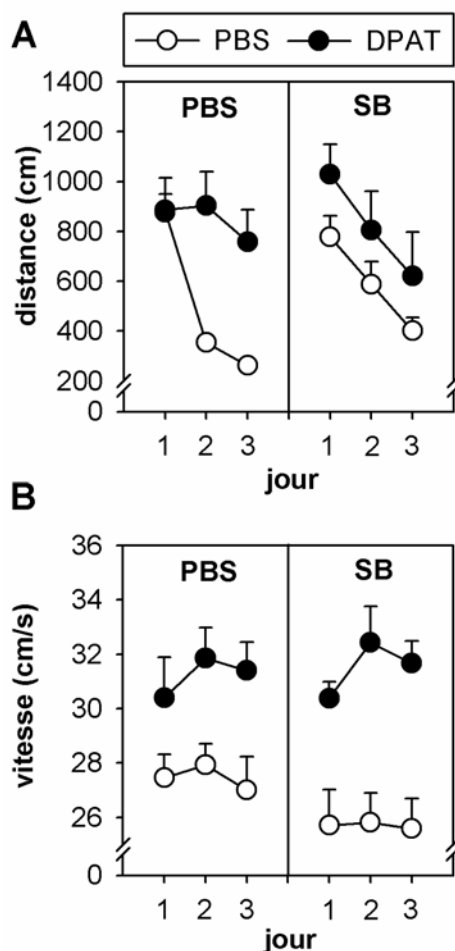 A
PBS DPAT
PBS SB
distance (cm)
1400
1200
1000
800
600
400
200
0
1 2 3 1 2 3
jour
B
PBS SB
vitesse (cm/s)
36
34
32
30
28
26
0
1 2 3 1 2 3
jour